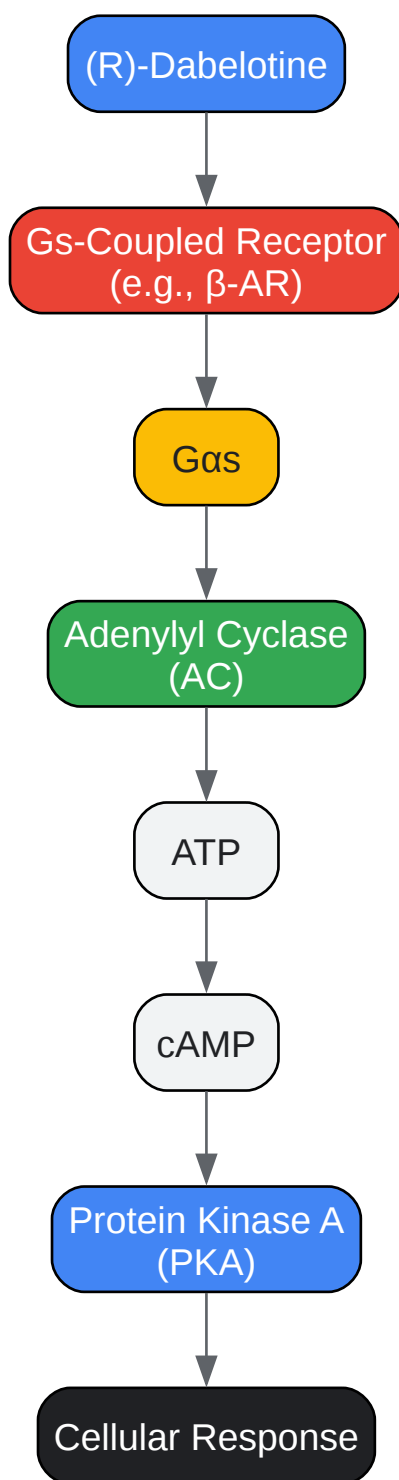 (R)-Dabelotine
Gs-Coupled Receptor
(e.g., β-AR)
Gαs
Adenylyl Cyclase
(AC)
ATP
cAMP
Protein Kinase A
(PKA)
Cellular Response